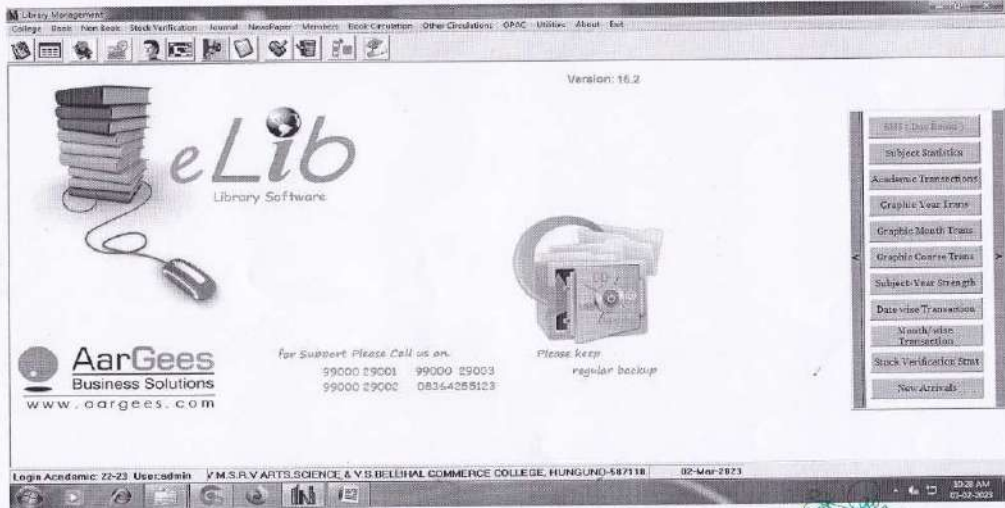 Library Management
College Book Non Book Stock Verification Journal NewsPaper Members Book Circulation Other Circulations OPAC Utilities About Exit
Version: 16.2
eLib
Library Software
Subject Statistics
Academic Transections
Graphic Year Trans
Graphic Month Trans
Graphic Course Trans
Subject-Year Strength
Date wise Transaction
Month/wise
Transaction
Stock Verification Stmt
New Arrivals
AarGees
Business Solutions
www.aargees.com
for Support Please Call us on.
99000 29001 99000 29003
99000 29002 08364255123
Please keep
regular backup
Login Acedamic: 22-23 User:admin V M.S.R.V ARTS,SCIENCE & V S BELLIHAL COMMERCE COLLEGE, HUNGUND-587118 02-Mar-2023
10:28 AM